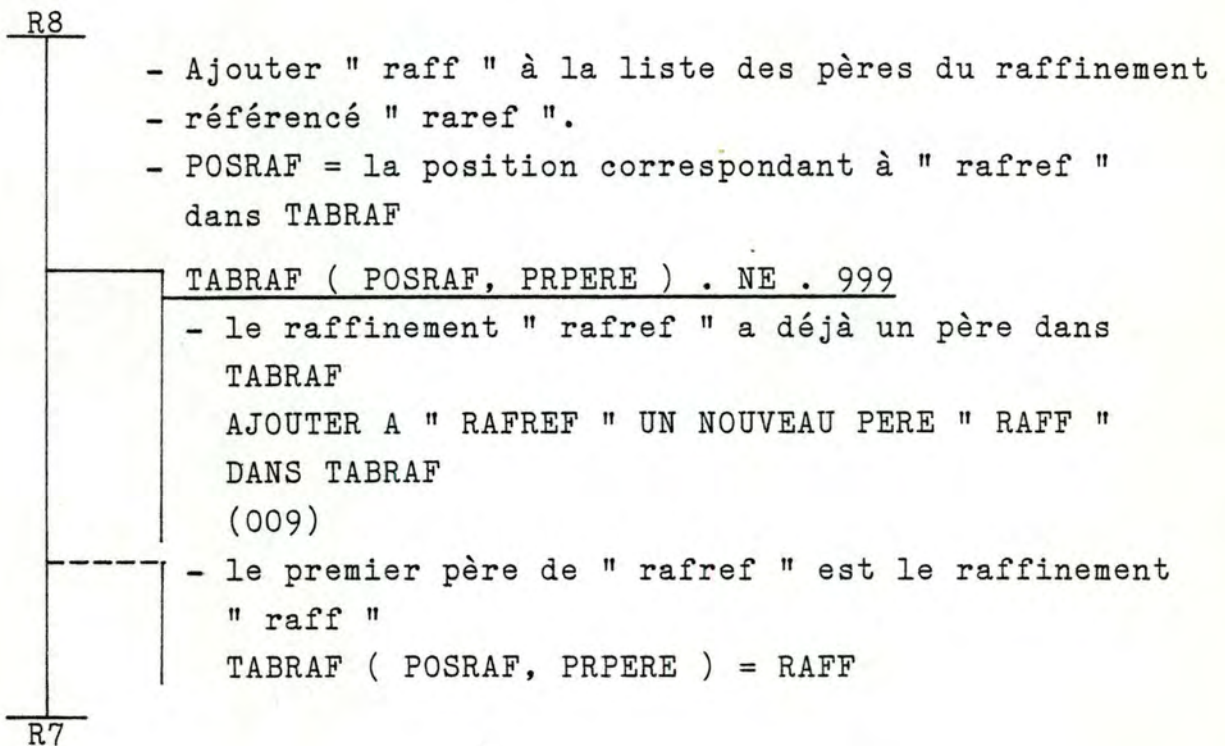 R8
- Ajouter " raff " à la liste des pères du raffinement
- référencé " raref ".
- POSRAF = la position correspondant à " rafref "
dans TABRAF
TABRAF ( POSRAF, PRPERE ) . NE . 999
- le raffinement " rafref " a déjà un père dans
TABRAF
AJOUTER A " RAFREF " UN NOUVEAU PERE " RAFF "
DANS TABRAF
(009)
- le premier père de " rafref " est le raffinement
" raff "
TABRAF ( POSRAF, PRPERE ) = RAFF
R7